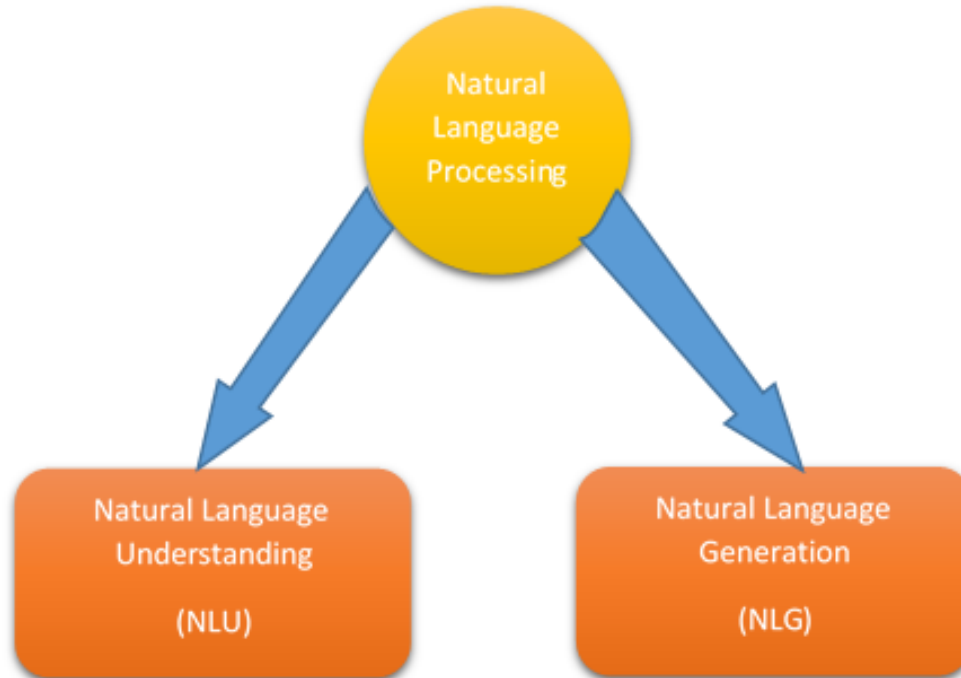 Natural
Language
Processing
Natural Language
Understanding
(NLU)
Natural Language
Generation
(NLG)